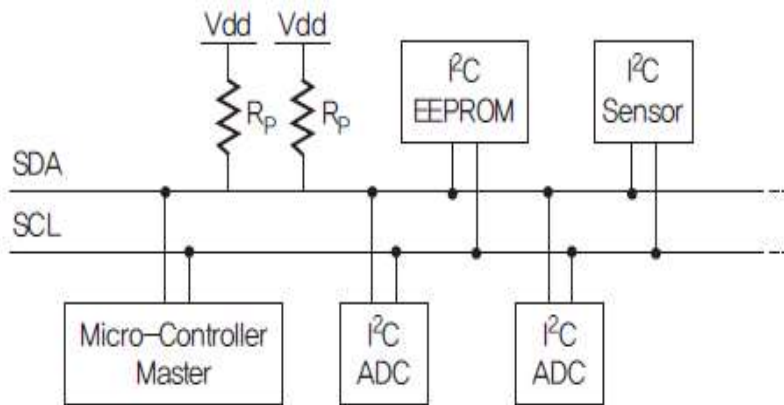 Vdd Vdd
I²C
EEPROM
I²C
Sensor
Rₚ Rₚ
SDA
SCL
Micro-Controller
Master
I²C
ADC
I²C
ADC